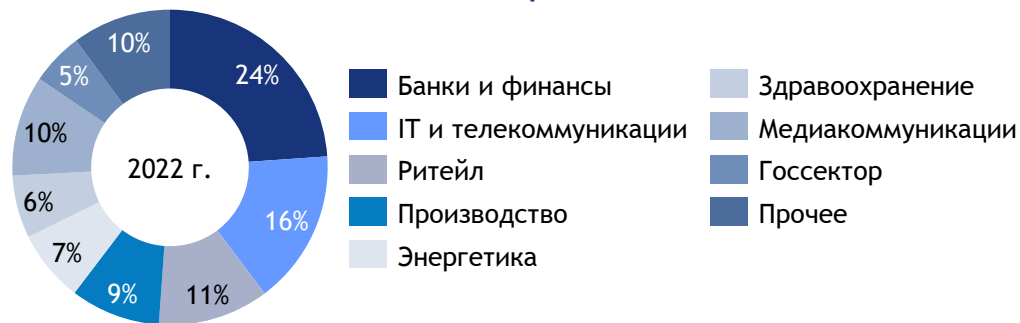 10%
24%
5%
10%
2022 г.
6%
16%
7%
9%
11%
Банки и финансы
IT и телекоммуникации
Ритейл
Производство
Энергетика
Здравоохранение
Медиакоммуникации
Госсектор
Прочее